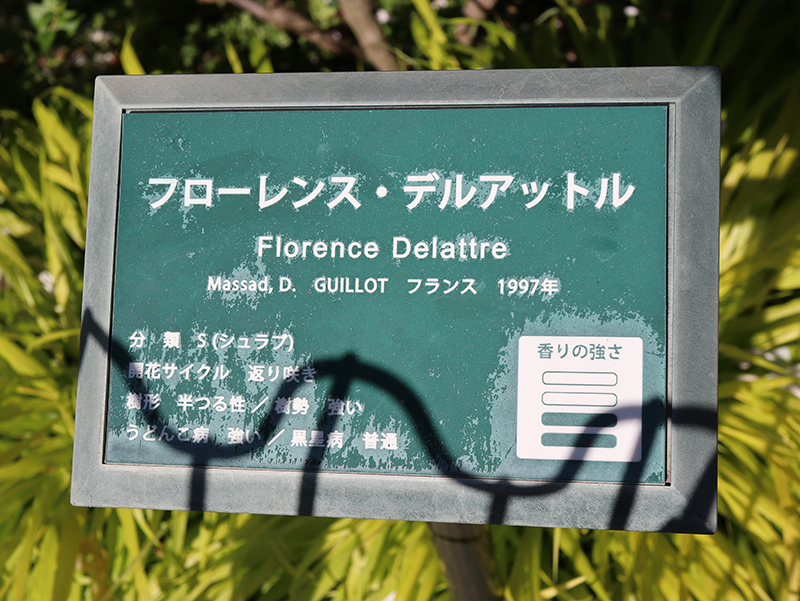 フローレンス・デルアットル
Florence Delattre
Massad, D.　GUILLOT　フランス　1997年
分　類　S (シュラブ)
開花サイクル　返り咲き
樹形　半つる性 ／ 樹勢　強い
うどんこ病　強い ／ 黒星病　普通
香りの強さ